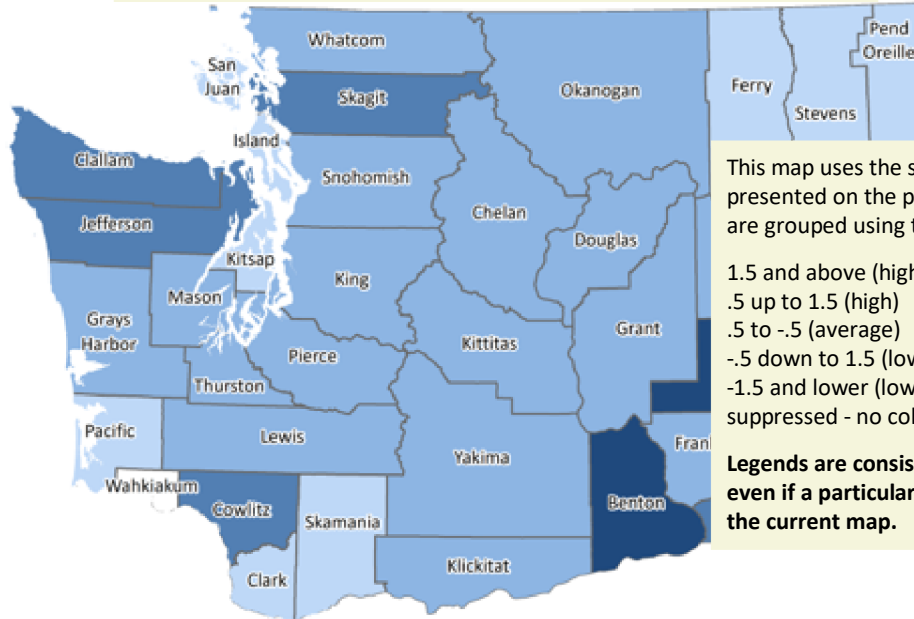 Whatcom
Pend
Oreille
San
Juan
Skagit
Okanogan
Ferry
Stevens
Island
Clallam
Snohomish
This map uses the s
presented on the p
are grouped using t
Chelan
Jefferson
Douglas
Kitsap
King
1.5 and above (high
.5 up to 1.5 (high)
.5 to -.5 (average)
-.5 down to 1.5 (low
-1.5 and lower (low
suppressed - no col
Mason
Grays
Harbor
Grant
Kittitas
Pierce
Thurston
Pacific
Lewis
Yakima
Frank
Legends are consis
even if a particular
the current map.
Wahkiakum
Cowlitz
Skamania
Benton
Clark
Klickitat